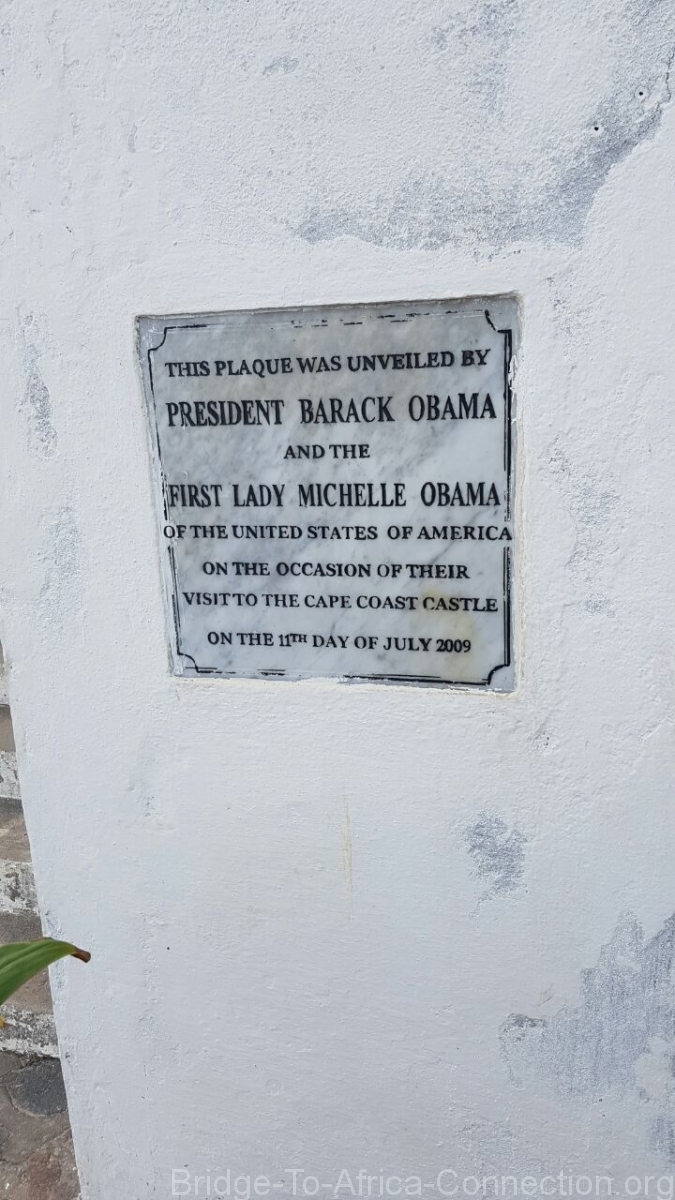 THIS PLAQUE WAS UNVEILED BY
PRESIDENT BARACK OBAMA
AND THE
FIRST LADY MICHELLE OBAMA
OF THE UNITED STATES OF AMERICA
ON THE OCCASION OF THEIR
VISIT TO THE CAPE COAST CASTLE
ON THE 11TH DAY OF JULY 2009
Bridge-To-Africa-Connection.org